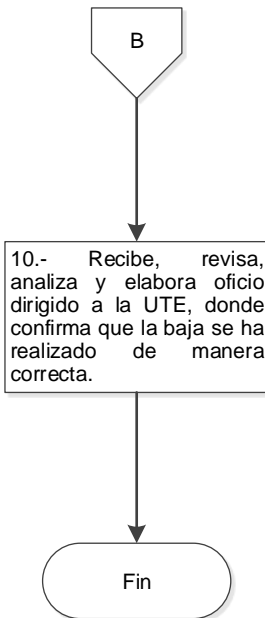 B
10.- Recibe, revisa,
analiza y elabora oficio
dirigido a la UTE, donde
confirma que la baja se ha
realizado de manera
correcta.
Fin